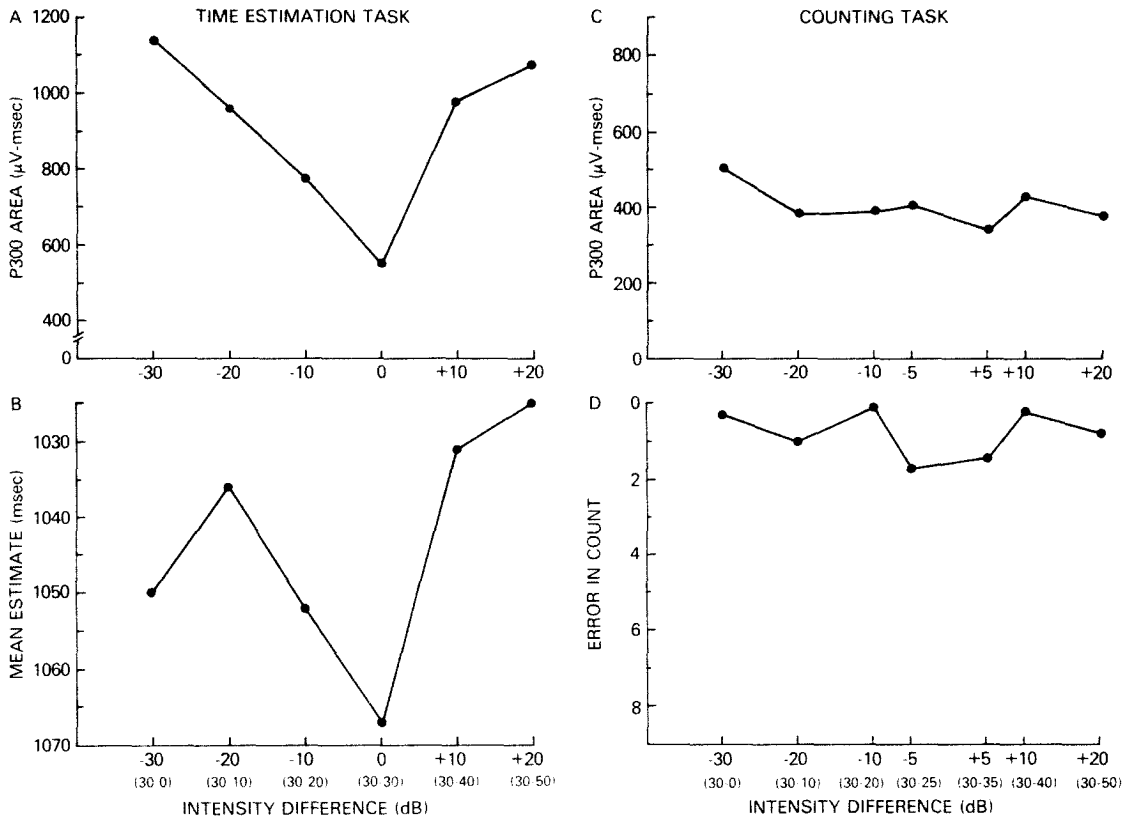 A
TIME ESTIMATION TASK
1200
1000
800
600
400
0
P300 AREA (μV-msec)
-30 -20 -10 0 +10 +20
B
1030
1040
1050
1060
1070
MEAN ESTIMATE (msec)
-30 -20 -10 0 +10 +20
(30-0) (30-10) (30-20) (30-30) (30-40) (30-50)
INTENSITY DIFFERENCE (dB)
C
COUNTING TASK
800
600
400
200
0
P300 AREA (μV-msec)
-30 -20 -10 -5 +5 +10 +20
D
0
2
4
6
8
ERROR IN COUNT
-30 -20 -10 -5 +5 +10 +20
(30-0) (30-10) (30-20) (30-25) (30-35) (30-40) (30-50)
INTENSITY DIFFERENCE (dB)